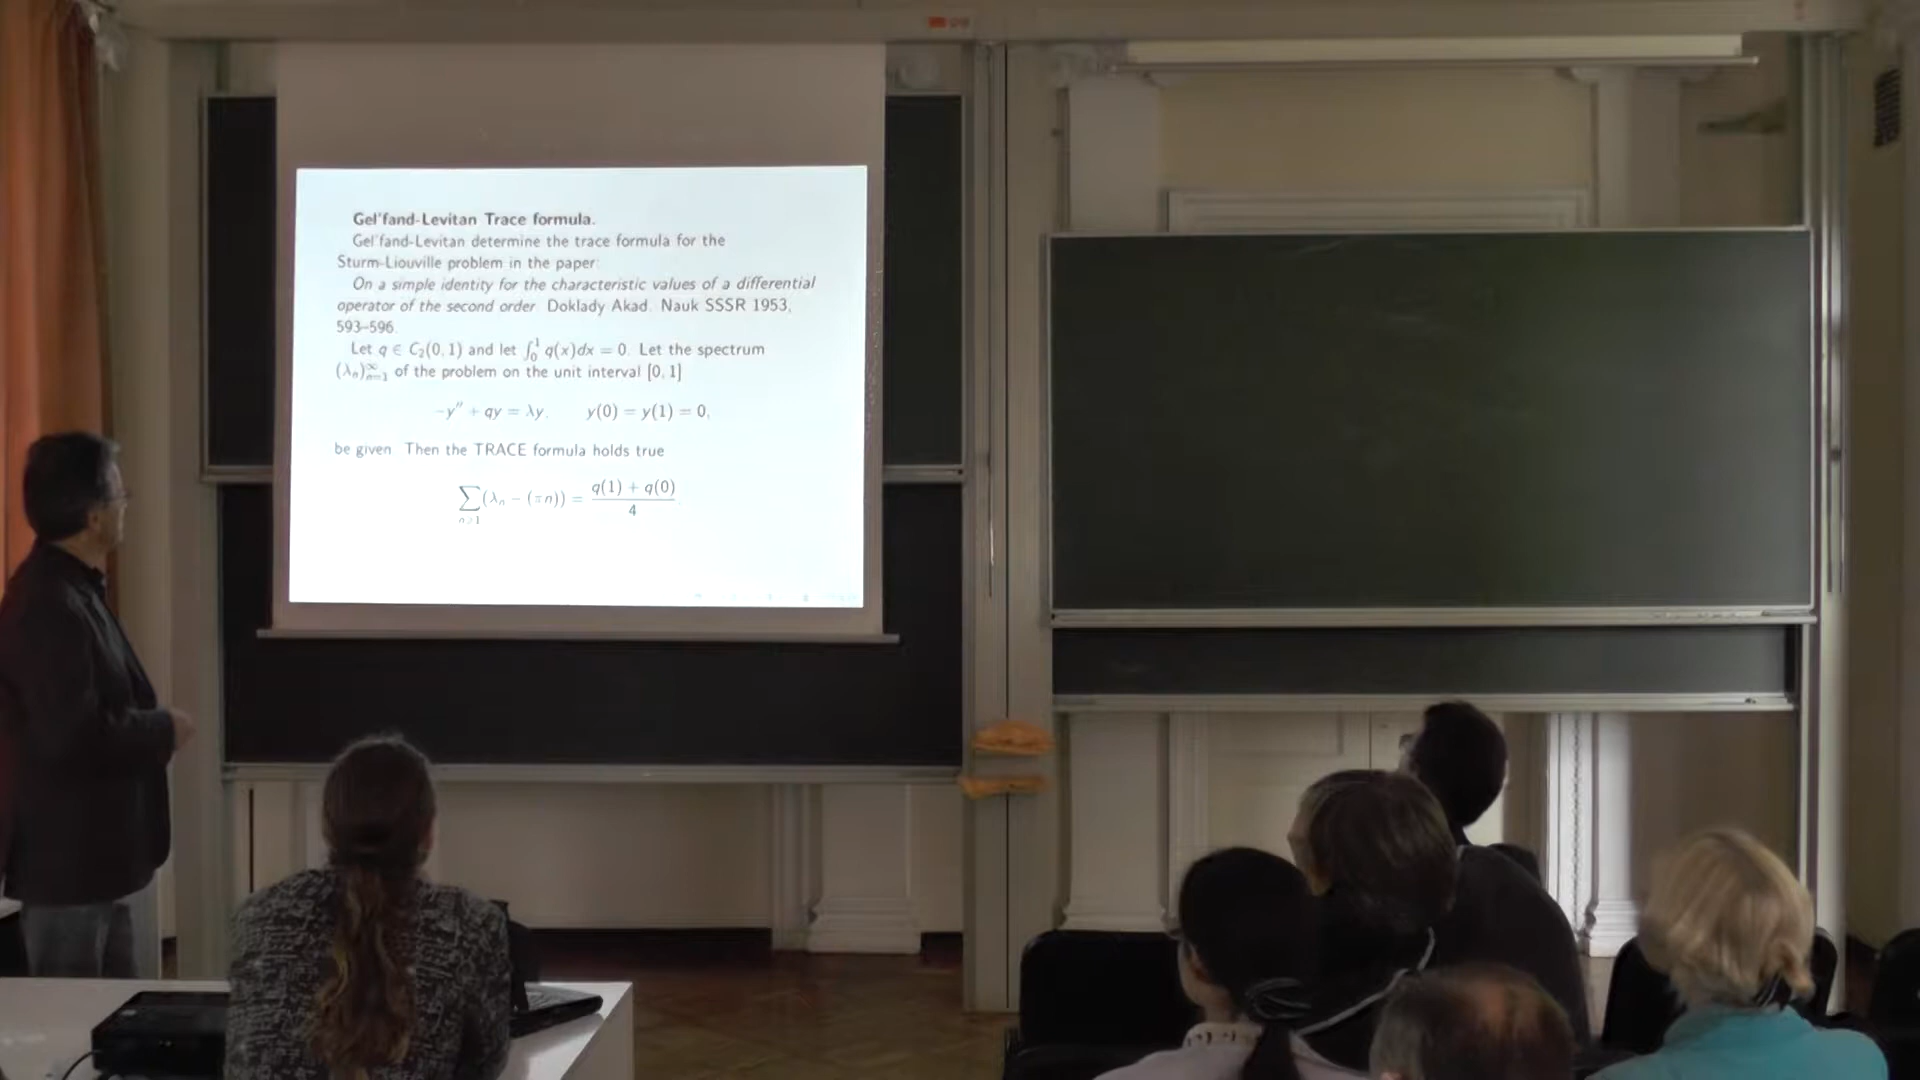 Gel'fand-Levitan Trace formula.
Gel'fand-Levitan determine the trace formula for the
Sturm-Liouville problem in the paper:
On a simple identity for the characteristic values of a differential
operator of the second order. Doklady Akad. Nauk SSSR 1953,
593–596.
Let q ∈ C₂(0, 1) and let ∫₀¹ q(x)dx = 0. Let the spectrum
(λₙ)ₙ₌₁^∞ of the problem on the unit interval [0, 1]
−y″ + qy = λy, y(0) = y(1) = 0,
be given. Then the TRACE formula holds true
∑ₙ≥₁ (λₙ − (πn)) = (q(1) + q(0))/4